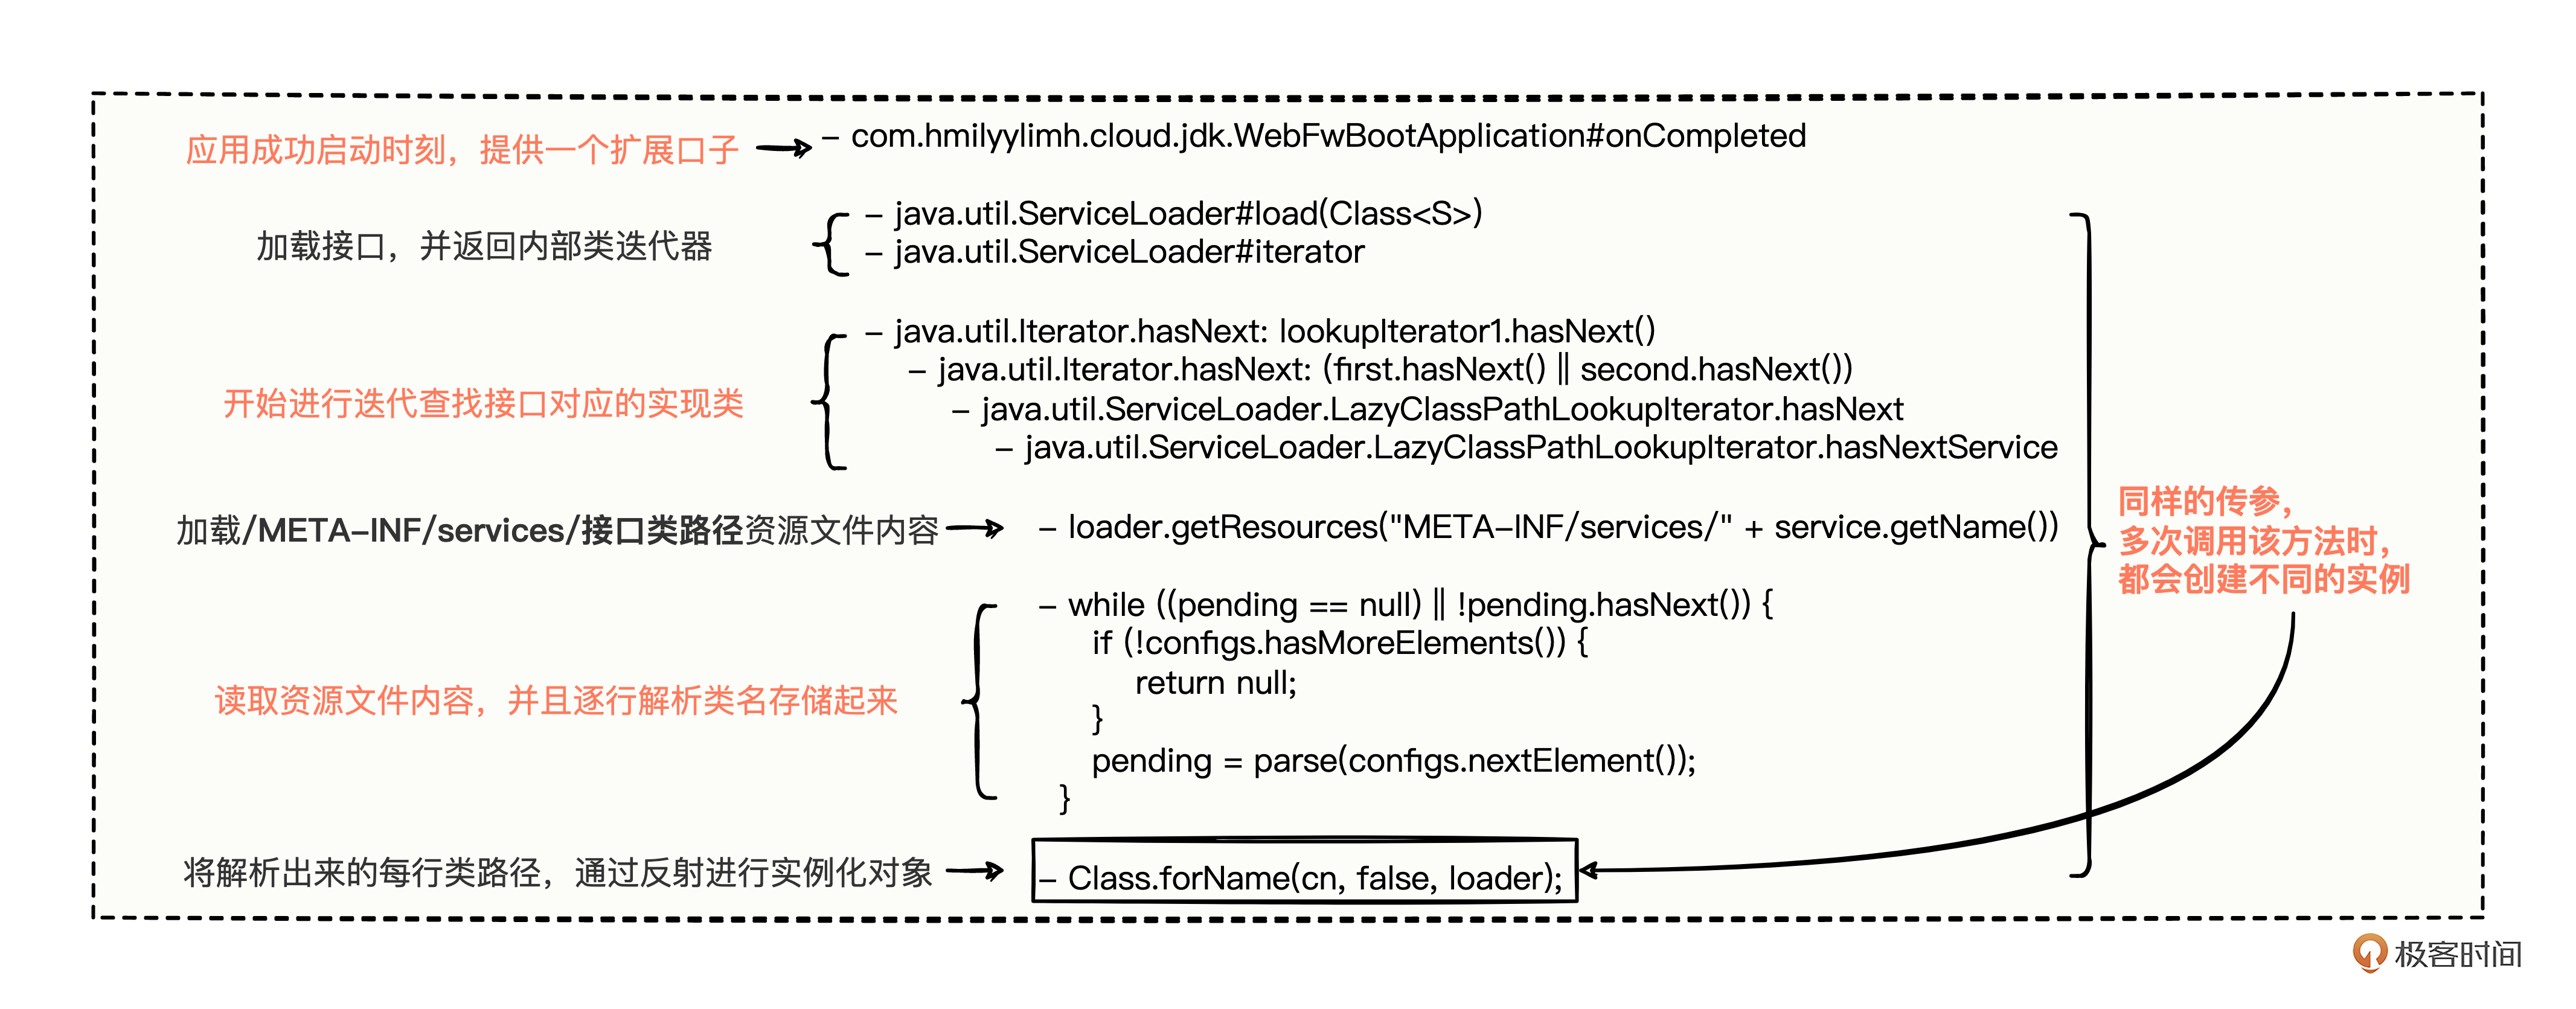 应用成功启动时刻，提供一个扩展口子
- com.hmilyylimh.cloud.jdk.WebFwBootApplication#onCompleted
加载接口，并返回内部类迭代器
- java.util.ServiceLoader#load(Class<S>)
- java.util.ServiceLoader#iterator
开始进行迭代查找接口对应的实现类
- java.util.Iterator.hasNext: lookupIterator1.hasNext()
- java.util.Iterator.hasNext: (first.hasNext() || second.hasNext())
- java.util.ServiceLoader.LazyClassPathLookupIterator.hasNext
- java.util.ServiceLoader.LazyClassPathLookupIterator.hasNextService
加载/META-INF/services/接口类路径资源文件内容
- loader.getResources("META-INF/services/" + service.getName())
读取资源文件内容，并且逐行解析类名存储起来
- while ((pending == null) || !pending.hasNext()) {
if (!configs.hasMoreElements()) {
return null;
}
pending = parse(configs.nextElement());
}
将解析出来的每行类路径，通过反射进行实例化对象
- Class.forName(cn, false, loader);
同样的传参，
多次调用该方法时，
都会创建不同的实例
极客时间